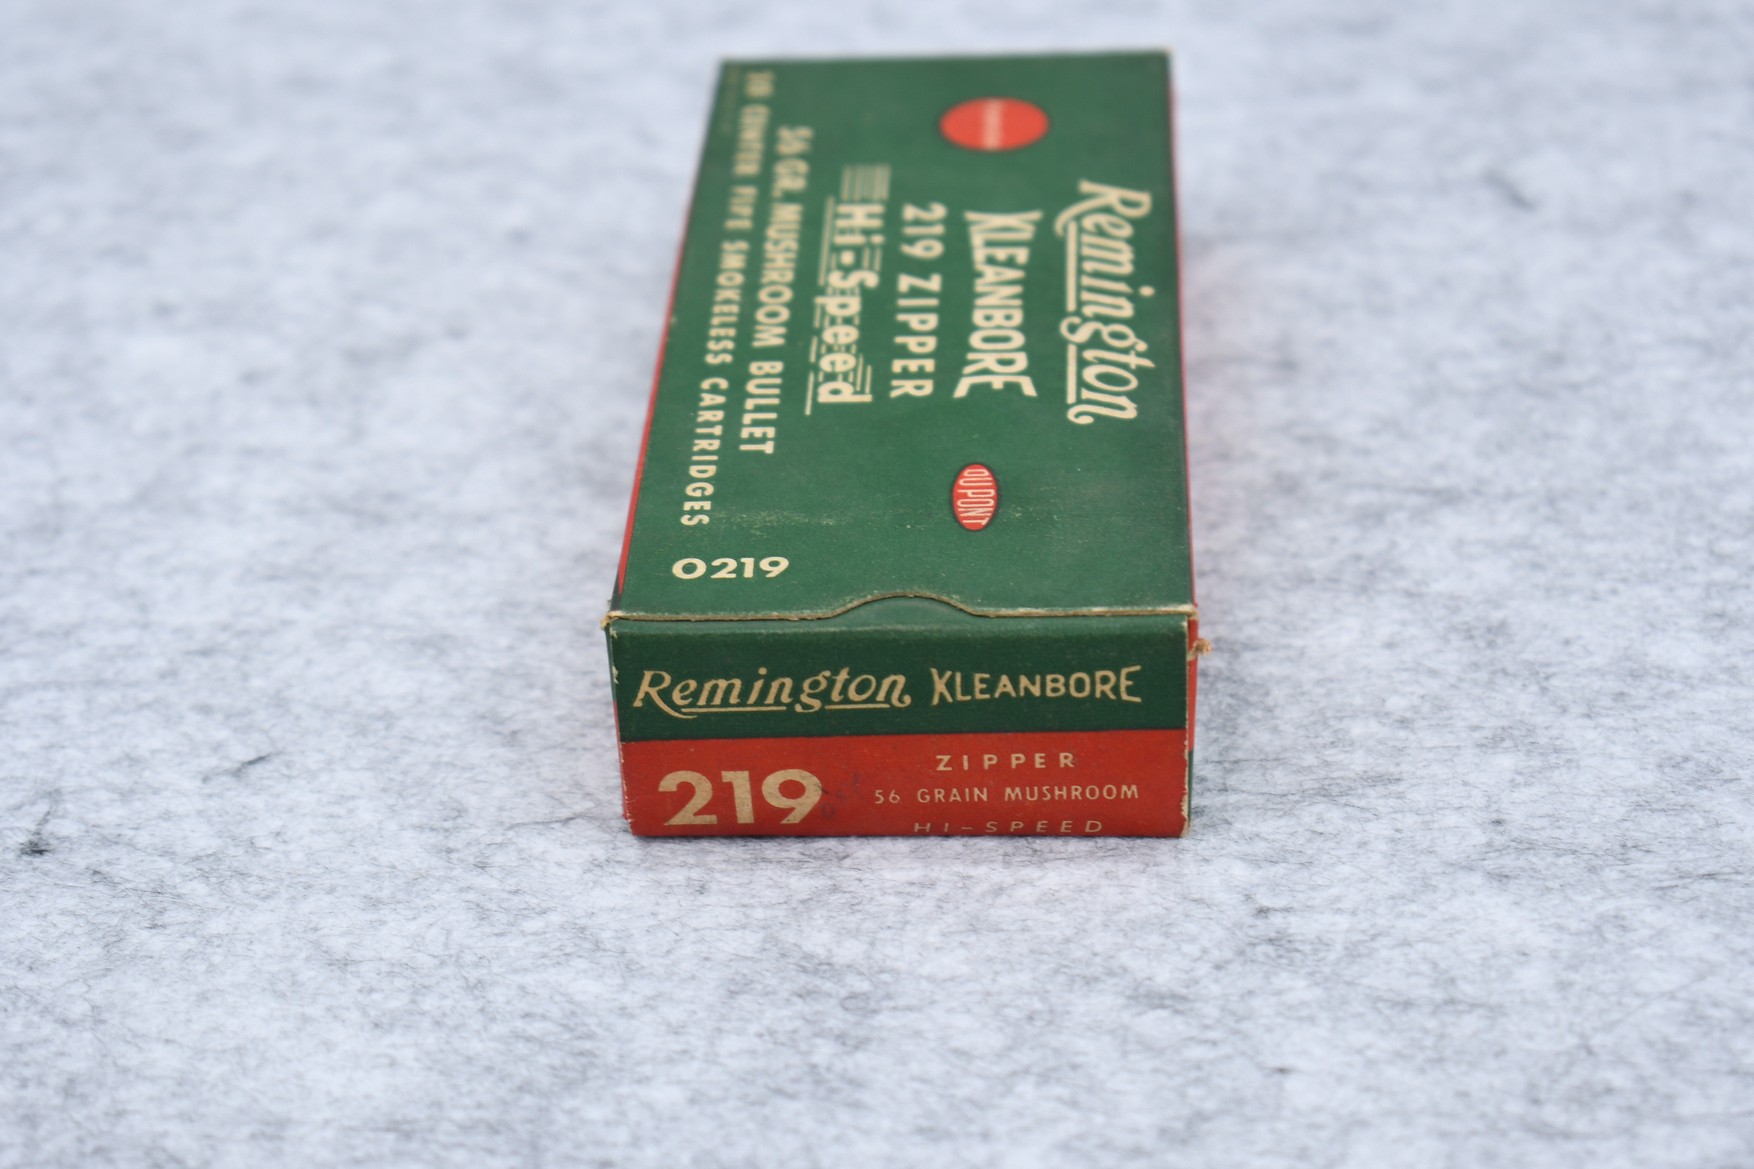 Remington
KLEANBORE
219 ZIPPER
Hi-Speed
56 GR. MUSHROOM BULLET
CENTER FIRE SMOKELESS CARTRIDGES
DUPONT
0219
Remington KLEANBORE
219
ZIPPER
56 GRAIN MUSHROOM
HI-SPEED